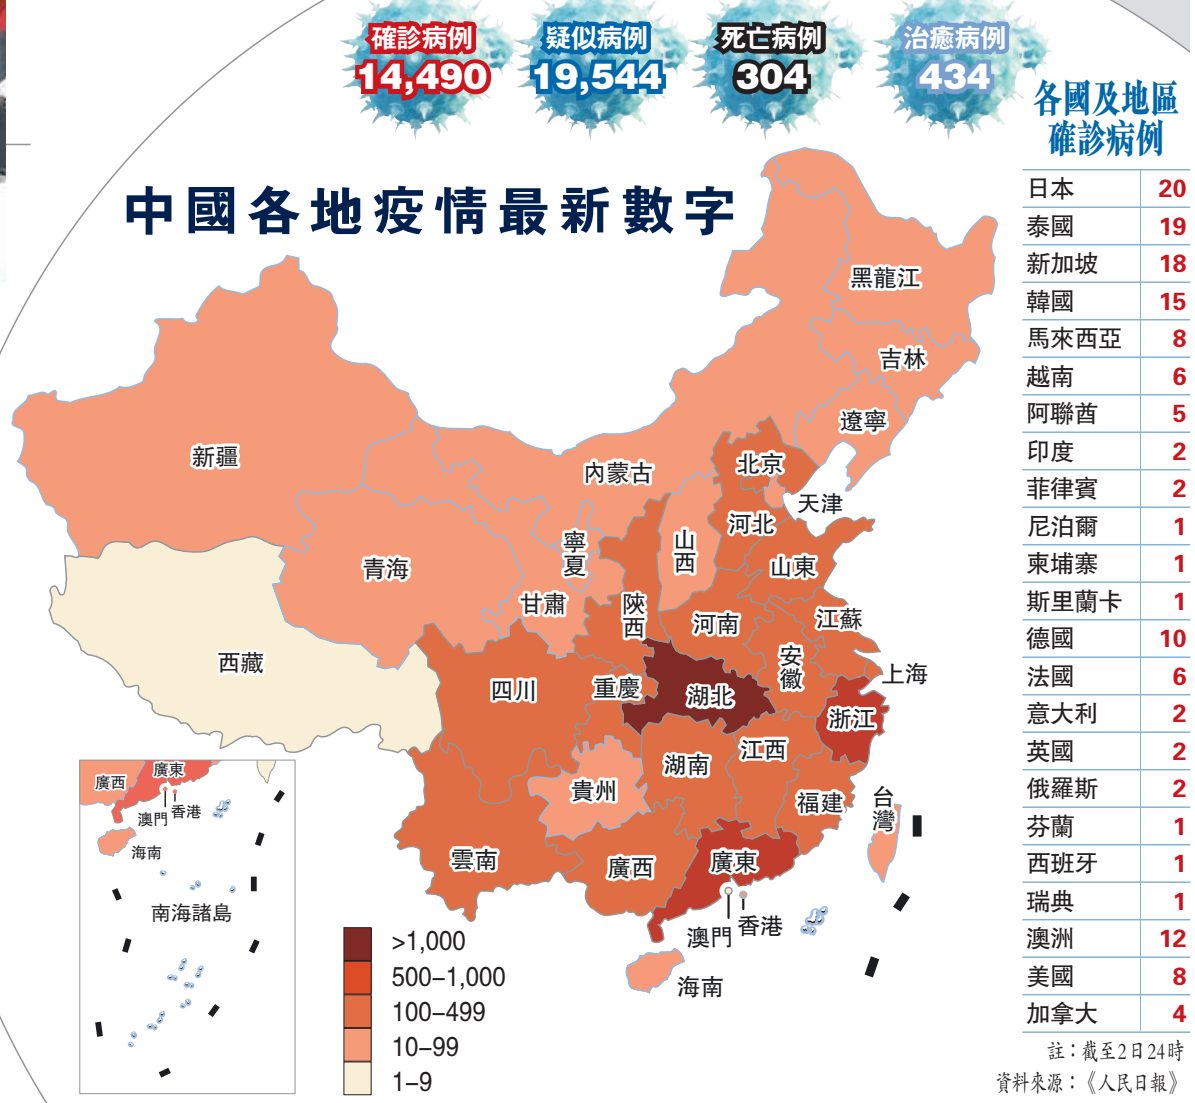 確診病例
14,490
疑似病例
19,544
死亡病例
304
治癒病例
434
中國各地疫情最新數字
黑龍江
吉林
遼寧
新疆
內蒙古
北京
天津
河北
山西
寧夏
青海
山東
甘肅
陝西
河南
江蘇
安徽
西藏
上海
四川
重慶
湖北
浙江
江西
湖南
貴州
福建
台灣
雲南
廣西
廣東
澳門
香港
海南
廣西
廣東
澳門
香港
海南
南海諸島
>1,000
500–1,000
100–499
10–99
1–9
各國及地區
確診病例
日本 20
泰國 19
新加坡 18
韓國 15
馬來西亞 8
越南 6
阿聯酋 5
印度 2
菲律賓 2
尼泊爾 1
柬埔寨 1
斯里蘭卡 1
德國 10
法國 6
意大利 2
英國 2
俄羅斯 2
芬蘭 1
西班牙 1
瑞典 1
澳洲 12
美國 8
加拿大 4
註：截至2日24時
資料來源：《人民日報》